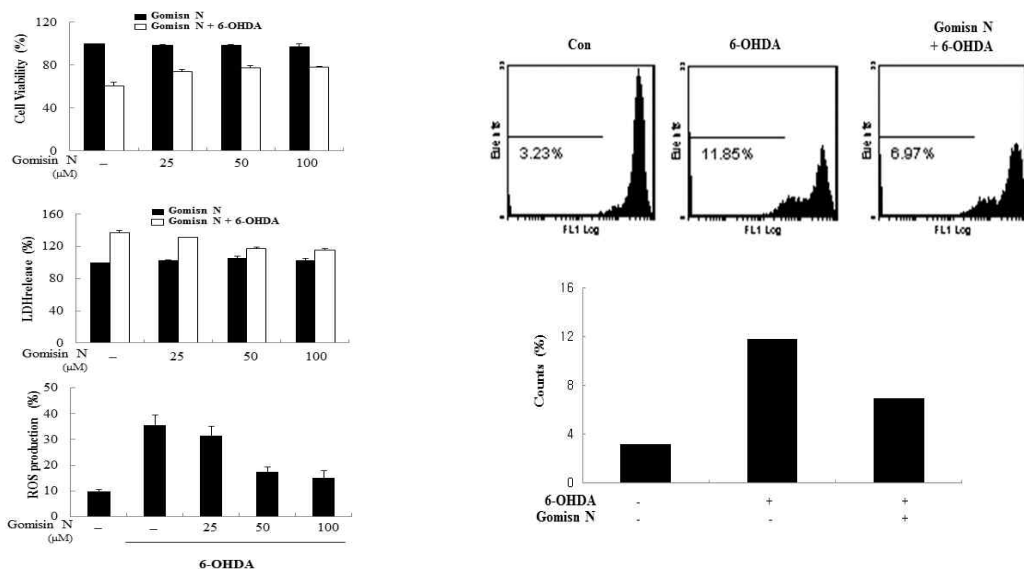 Gomisn N
Gomisn N + 6-OHDA
Cell Viability (%)
120
80
40
0
Gomisin N – 25 50 100
(μM)
Gomisn N
Gomisn N + 6-OHDA
LDHrelease (%)
160
120
80
40
0
Gomisin N – 25 50 100
(μM)
ROS production (%)
50
40
30
20
10
0
Gomisin N – – 25 50 100
(μM)
6-OHDA
Con
3.23%
FL1 Log
6-OHDA
11.85%
FL1 Log
Gomisn N
+ 6-OHDA
6.97%
FL1 Log
Counts (%)
16
12
8
4
0
6-OHDA - + +
Gomisn N - - +